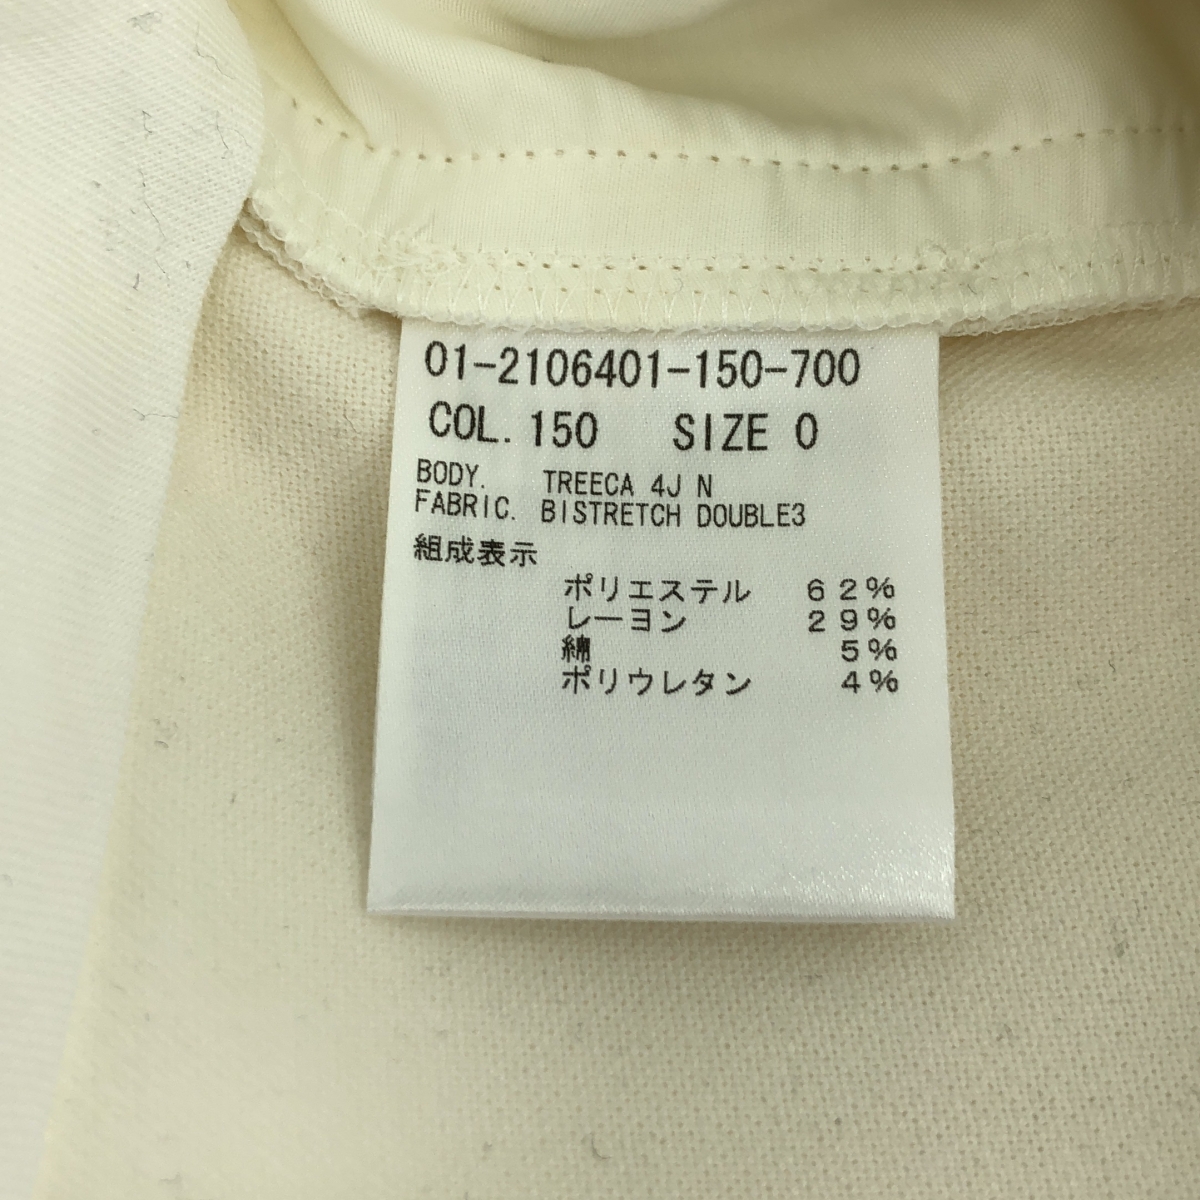 01-2106401-150-700
COL. 150 SIZE 0
BODY. TREECA 4J N
FABRIC. BISTRETCH DOUBLE3
組成表示
ポリエステル 62%
レーヨン 29%
綿 5%
ポリウレタン 4%